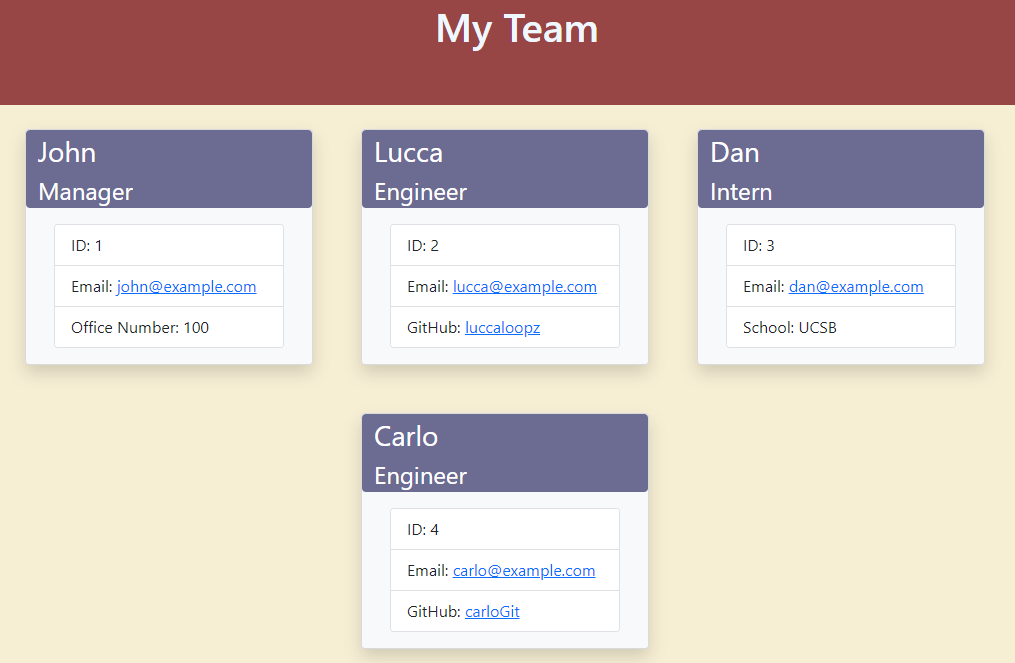 My Team
John
Manager
ID: 1
Email: john@example.com
Office Number: 100
Lucca
Engineer
ID: 2
Email: lucca@example.com
GitHub: luccaloopz
Dan
Intern
ID: 3
Email: dan@example.com
School: UCSB
Carlo
Engineer
ID: 4
Email: carlo@example.com
GitHub: carloGit